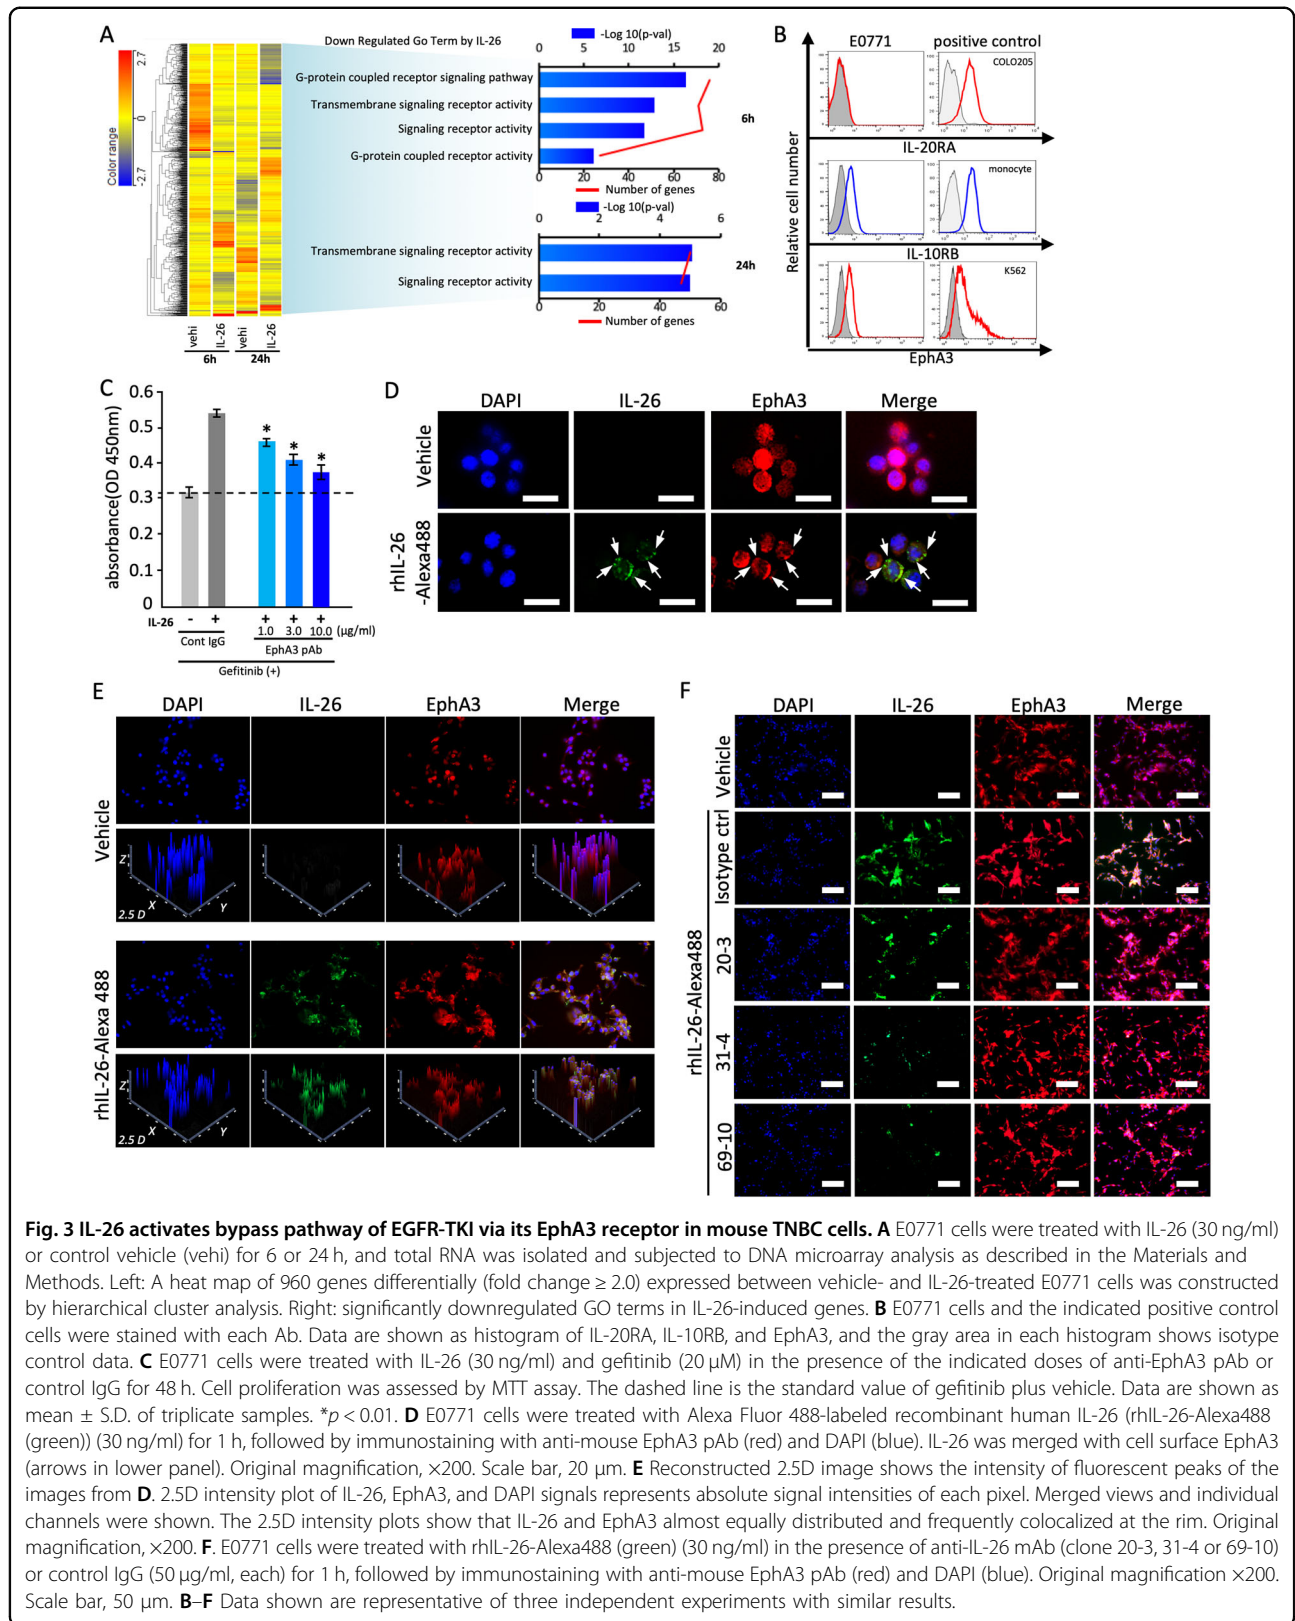 A
Down Regulated Go Term by IL-26
-Log 10(p-val)
0 5 10 15 20
G-protein coupled receptor signaling pathway
Transmembrane signaling receptor activity
Signaling receptor activity
G-protein coupled receptor activity
6h
0 20 40 60 80
Number of genes
-Log 10(p-val)
0 2 4 6
Transmembrane signaling receptor activity
Signaling receptor activity
24h
0 20 40 60
Number of genes
Color range
2.7
0
-2.7
vehi
IL-26
vehi
IL-26
6h 24h
B
E0771 positive control
COLO205
IL-20RA
monocyte
IL-10RB
K562
EphA3
Relative cell number
C
absorbance(OD 450nm)
0.6
0.5
0.4
0.3
0.2
0.1
0
* * *
IL-26 - + + + +
Cont IgG
1.0 3.0 10.0 (μg/ml)
EphA3 pAb
Gefitinib (+)
D
DAPI IL-26 EphA3 Merge
Vehicle
rhIL-26
-Alexa488
E
DAPI IL-26 EphA3 Merge
Vehicle
Z
X
Y
2.5 D
rhIL-26-Alexa 488
Z
X
Y
2.5 D
F
DAPI IL-26 EphA3 Merge
Vehicle
Isotype ctrl
20-3
31-4
69-10
rhIL-26-Alexa488
Fig. 3 IL-26 activates bypass pathway of EGFR-TKI via its EphA3 receptor in mouse TNBC cells. A E0771 cells were treated with IL-26 (30 ng/ml)
or control vehicle (vehi) for 6 or 24 h, and total RNA was isolated and subjected to DNA microarray analysis as described in the Materials and
Methods. Left: A heat map of 960 genes differentially (fold change ≥ 2.0) expressed between vehicle- and IL-26-treated E0771 cells was constructed
by hierarchical cluster analysis. Right: significantly downregulated GO terms in IL-26-induced genes. B E0771 cells and the indicated positive control
cells were stained with each Ab. Data are shown as histogram of IL-20RA, IL-10RB, and EphA3, and the gray area in each histogram shows isotype
control data. C E0771 cells were treated with IL-26 (30 ng/ml) and gefitinib (20 μM) in the presence of the indicated doses of anti-EphA3 pAb or
control IgG for 48 h. Cell proliferation was assessed by MTT assay. The dashed line is the standard value of gefitinib plus vehicle. Data are shown as
mean ± S.D. of triplicate samples. *p < 0.01. D E0771 cells were treated with Alexa Fluor 488-labeled recombinant human IL-26 (rhIL-26-Alexa488
(green)) (30 ng/ml) for 1 h, followed by immunostaining with anti-mouse EphA3 pAb (red) and DAPI (blue). IL-26 was merged with cell surface EphA3
(arrows in lower panel). Original magnification, ×200. Scale bar, 20 μm. E Reconstructed 2.5D image shows the intensity of fluorescent peaks of the
images from D. 2.5D intensity plot of IL-26, EphA3, and DAPI signals represents absolute signal intensities of each pixel. Merged views and individual
channels were shown. The 2.5D intensity plots show that IL-26 and EphA3 almost equally distributed and frequently colocalized at the rim. Original
magnification, ×200. F. E0771 cells were treated with rhIL-26-Alexa488 (green) (30 ng/ml) in the presence of anti-IL-26 mAb (clone 20-3, 31-4 or 69-10)
or control IgG (50 μg/ml, each) for 1 h, followed by immunostaining with anti-mouse EphA3 pAb (red) and DAPI (blue). Original magnification ×200.
Scale bar, 50 μm. B–F Data shown are representative of three independent experiments with similar results.